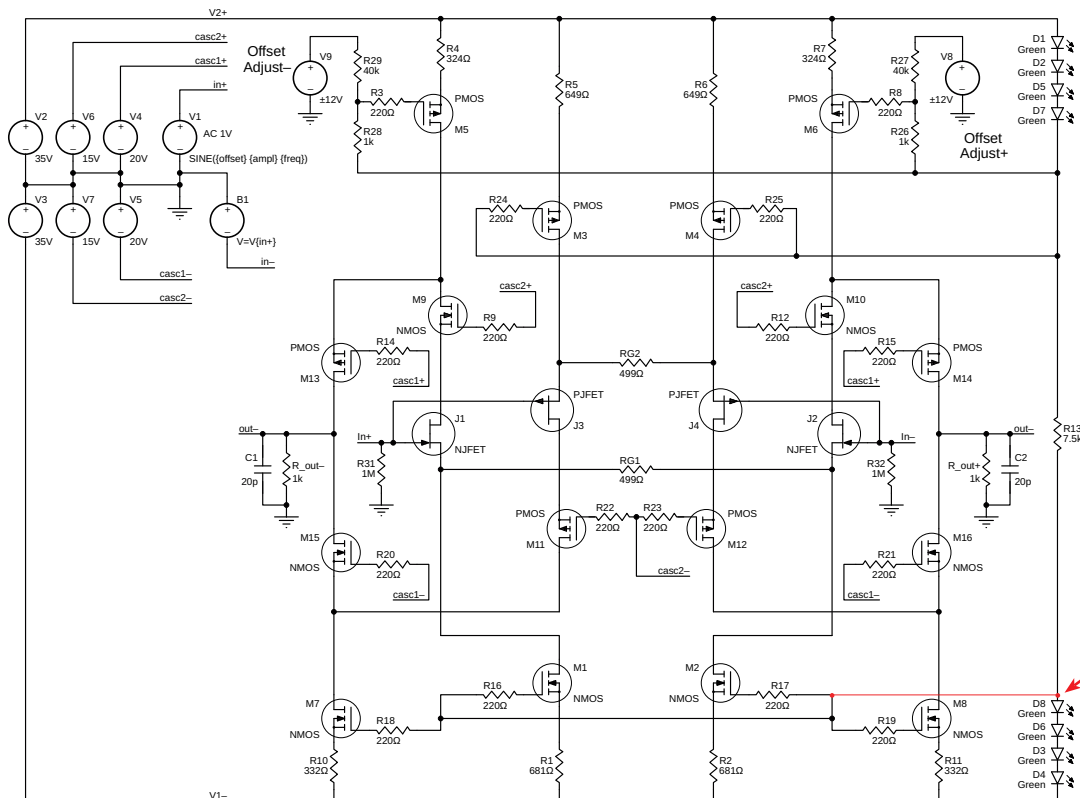 V2+
casc2+
casc1+
in+
V2
35V
V6
15V
V4
20V
V1
AC 1V
SINE({offset} {ampl} {freq})
V3
35V
V7
15V
V5
20V
B1
V=V{in+}
in–
casc1–
casc2–
Offset
Adjust–
V9
±12V
R29
40k
R3
220Ω
R28
1k
R4
324Ω
PMOS
M5
R5
649Ω
R6
649Ω
R7
324Ω
PMOS
M6
R8
220Ω
R27
40k
R26
1k
V8
±12V
Offset
Adjust+
D1
Green
D2
Green
D5
Green
D7
Green
R24
220Ω
PMOS
M3
PMOS
M4
R25
220Ω
M9
NMOS
R9
220Ω
casc2+
casc2+
R12
220Ω
M10
NMOS
PMOS
M13
R14
220Ω
casc1+
RG2
499Ω
R15
220Ω
casc1+
PMOS
M14
PJFET
J3
PJFET
J4
In+
J1
NJFET
R31
1M
J2
NJFET
In–
R32
1M
RG1
499Ω
out–
C1
20p
R_out–
1k
out–
R_out+
1k
C2
20p
R13
7.5k
PMOS
M11
R22
220Ω
R23
220Ω
PMOS
M12
casc2–
M15
NMOS
R20
220Ω
casc1–
R21
220Ω
casc1–
M16
NMOS
M1
NMOS
R16
220Ω
M2
NMOS
R17
220Ω
M7
NMOS
R18
220Ω
R19
220Ω
M8
NMOS
D8
Green
D6
Green
D3
Green
D4
Green
R10
332Ω
R1
681Ω
R2
681Ω
R11
332Ω
V1–